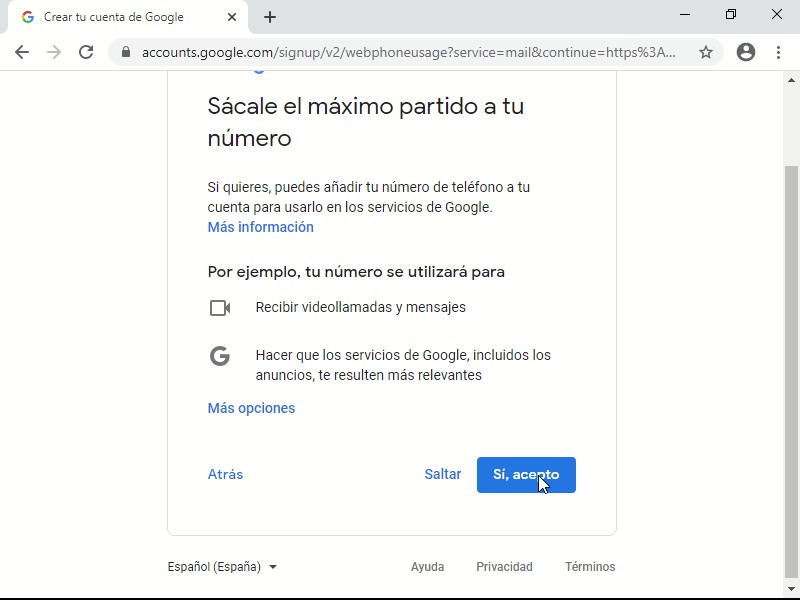 Crear tu cuenta de Google
accounts.google.com/signup/v2/webphoneusage?service=mail&continue=https%3A...
Sácale el máximo partido a tu
número
Si quieres, puedes añadir tu número de teléfono a tu
cuenta para usarlo en los servicios de Google.
Más información
Por ejemplo, tu número se utilizará para
Recibir videollamadas y mensajes
Hacer que los servicios de Google, incluidos los
anuncios, te resulten más relevantes
Más opciones
Atrás Saltar Sí, acepto
Español (España) Ayuda Privacidad Términos